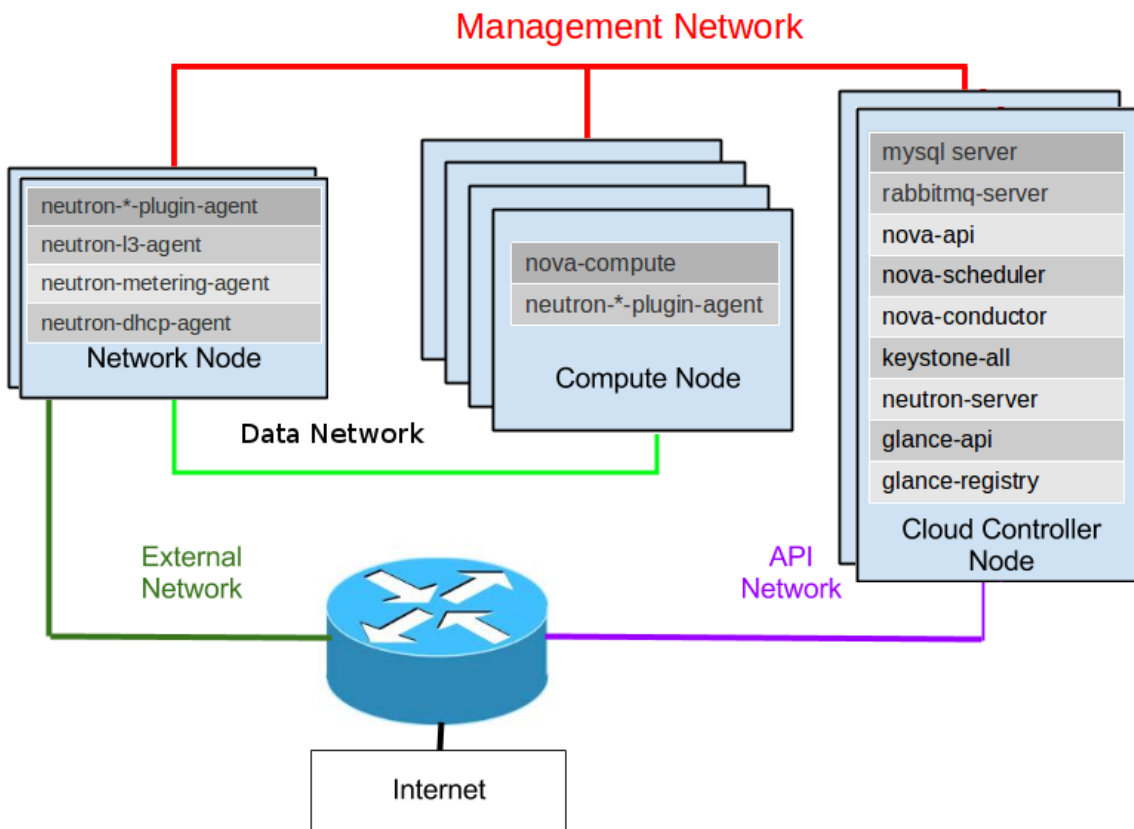 Management Network
neutron-*-plugin-agent
neutron-l3-agent
neutron-metering-agent
neutron-dhcp-agent
Network Node
nova-compute
neutron-*-plugin-agent
Compute Node
mysql server
rabbitmq-server
nova-api
nova-scheduler
nova-conductor
keystone-all
neutron-server
glance-api
glance-registry
Cloud Controller
Node
Data Network
External
Network
API
Network
Internet